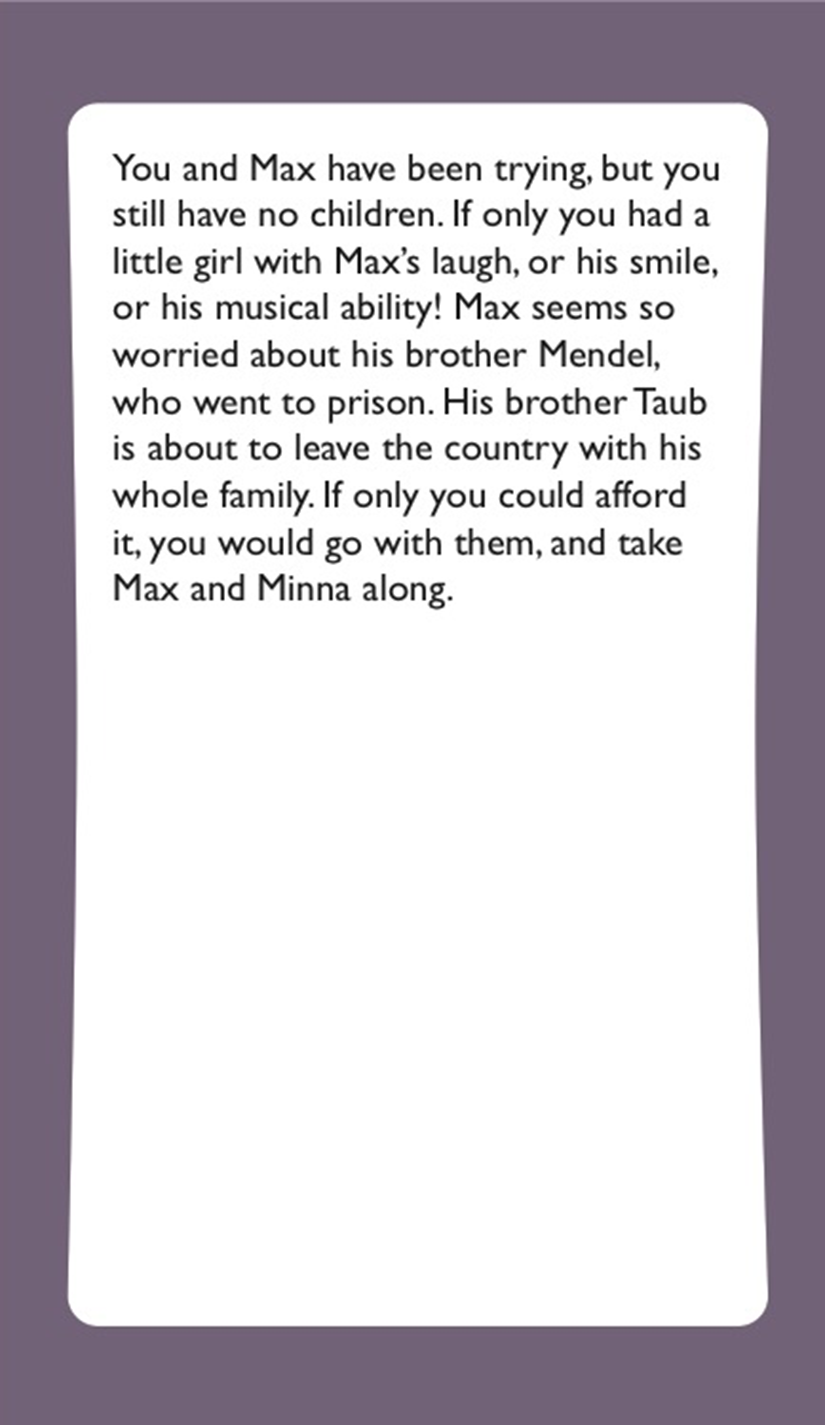 You and Max have been trying, but you
still have no children. If only you had a
little girl with Max’s laugh, or his smile,
or his musical ability! Max seems so
worried about his brother Mendel,
who went to prison. His brother Taub
is about to leave the country with his
whole family. If only you could afford
it, you would go with them, and take
Max and Minna along.